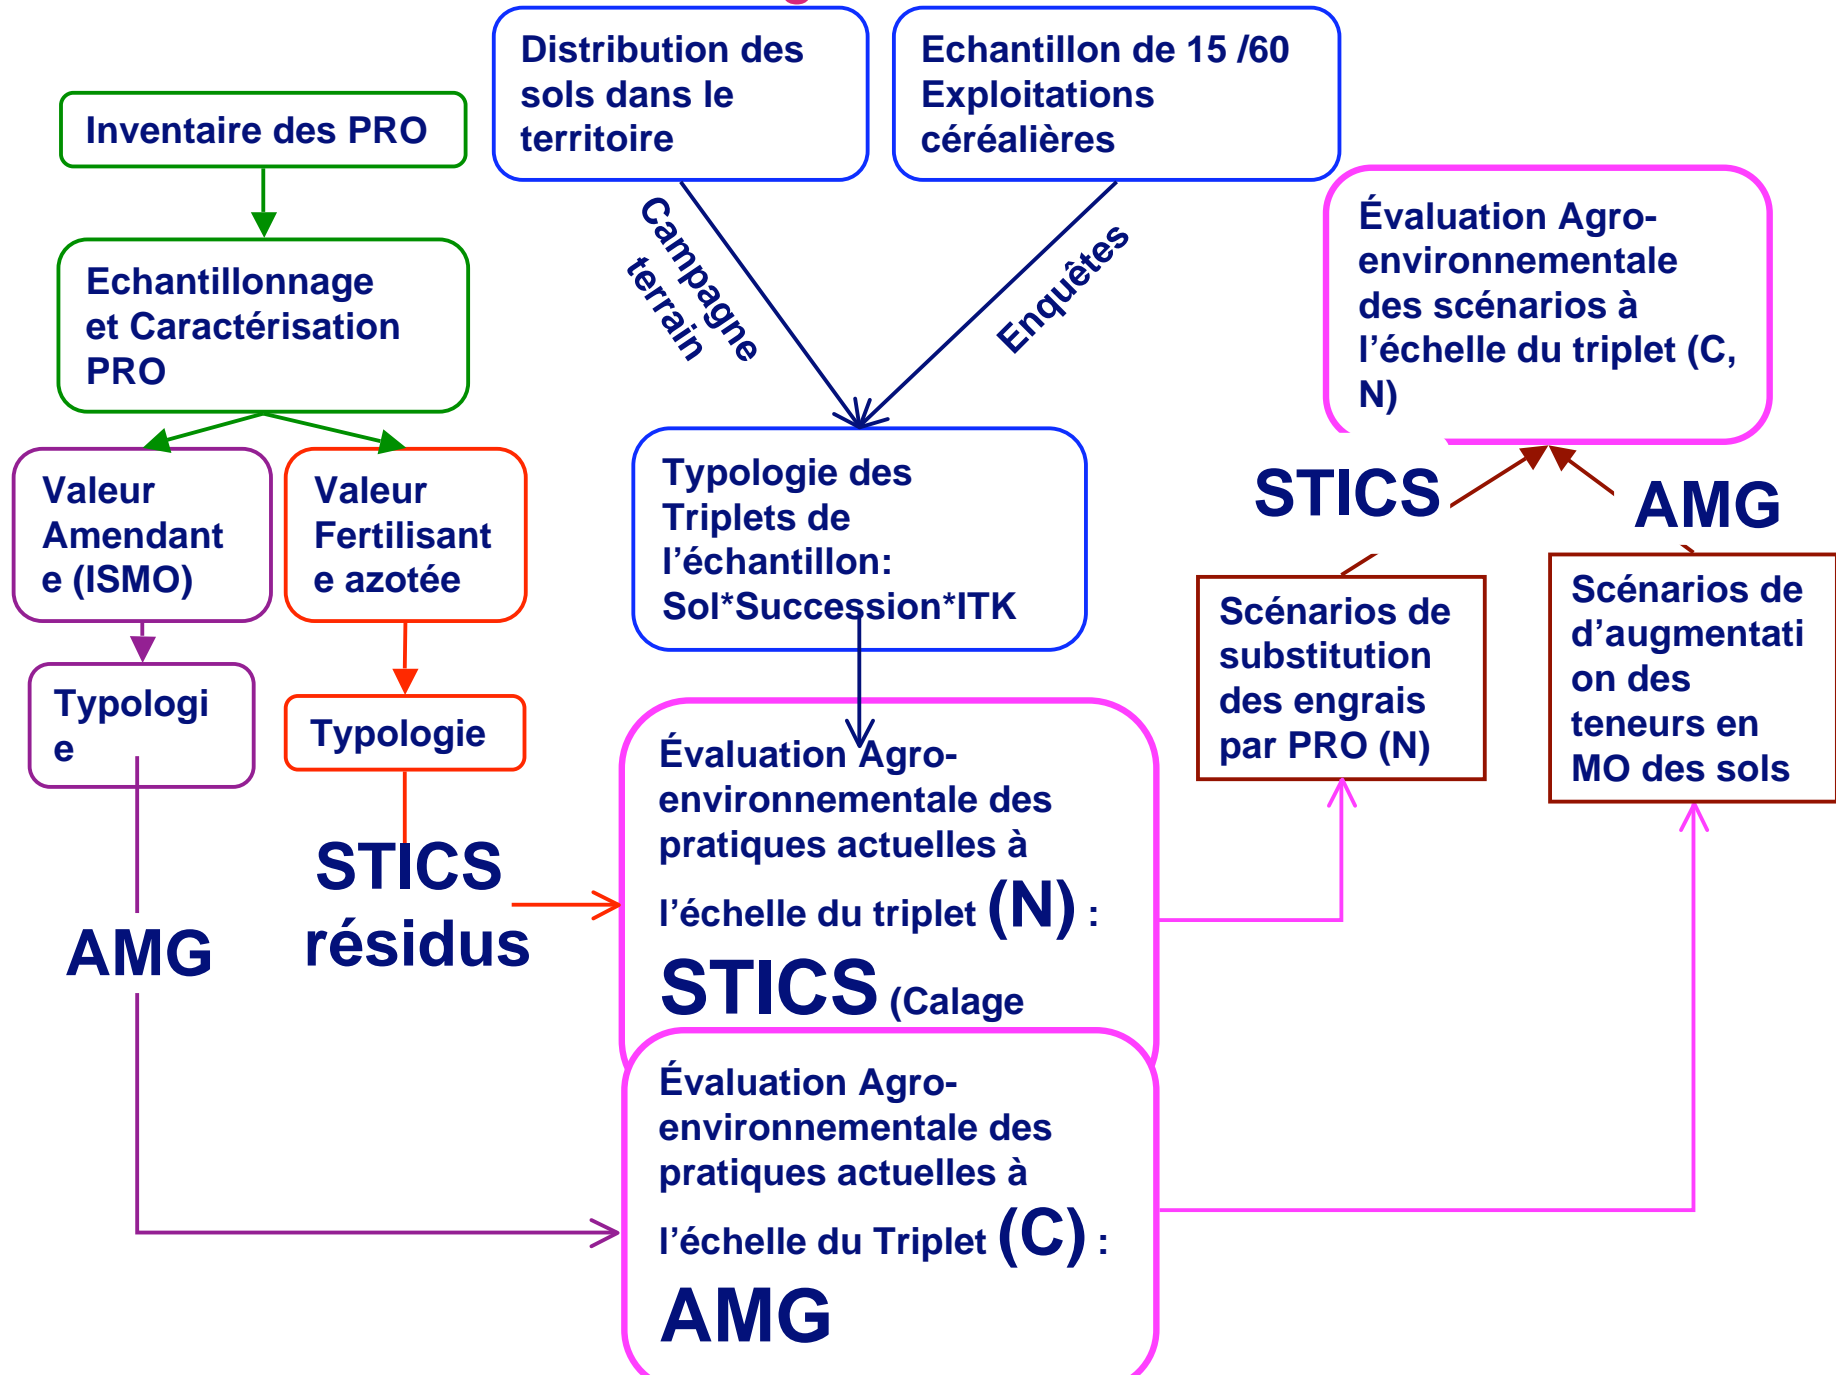 Distribution des
sols dans le
territoire
Echantillon de 15 /60
Exploitations
céréalières
Inventaire des PRO
Echantillonnage
et Caractérisation
PRO
Campagne
terrain
Enquêtes
Évaluation Agro-
environnementale
des scénarios à
l’échelle du triplet (C,
N)
Valeur
Amendant
e (ISMO)
Valeur
Fertilisant
e azotée
Typologie des
Triplets de
l’échantillon:
Sol*Succession*ITK
STICS
AMG
Scénarios de
substitution
des engrais
par PRO (N)
Scénarios de
d’augmentati
on des
teneurs en
MO des sols
Typologi
e
Typologie
STICS
résidus
AMG
Évaluation Agro-
environnementale des
pratiques actuelles à
l’échelle du triplet (N) :
STICS (Calage
Évaluation Agro-
environnementale des
pratiques actuelles à
l’échelle du Triplet (C) :
AMG